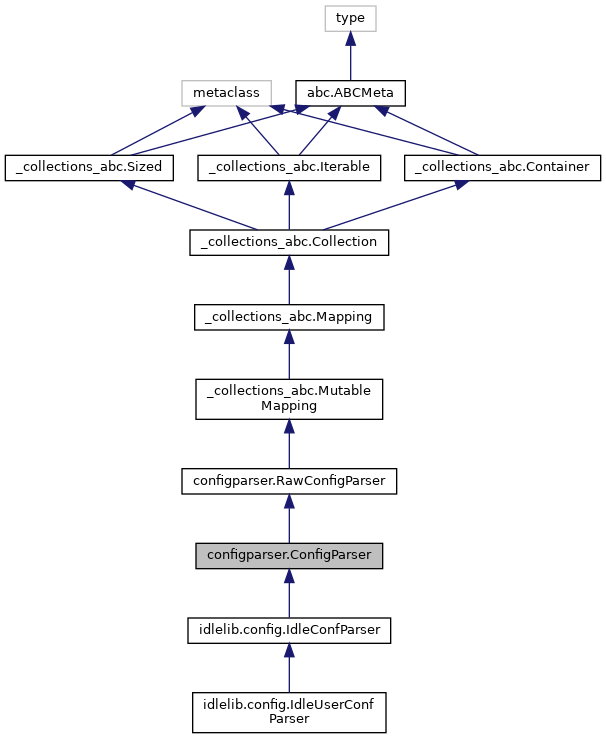 type
metaclass
abc.ABCMeta
_collections_abc.Sized
_collections_abc.Iterable
_collections_abc.Container
_collections_abc.Collection
_collections_abc.Mapping
_collections_abc.Mutable
Mapping
configparser.RawConfigParser
configparser.ConfigParser
idlelib.config.IdleConfParser
idlelib.config.IdleUserConf
Parser